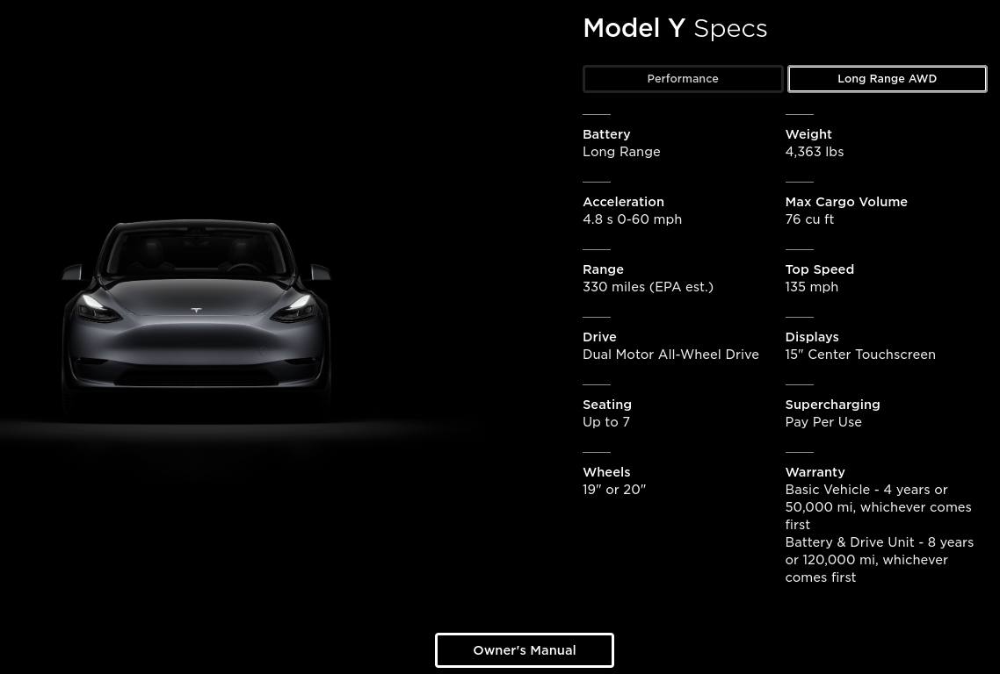 Model Y Specs
Performance
Long Range AWD
Battery
Long Range
Weight
4,363 lbs
Acceleration
4.8 s 0-60 mph
Max Cargo Volume
76 cu ft
Range
330 miles (EPA est.)
Top Speed
135 mph
Drive
Dual Motor All-Wheel Drive
Displays
15" Center Touchscreen
Seating
Up to 7
Supercharging
Pay Per Use
Wheels
19" or 20"
Warranty
Basic Vehicle - 4 years or
50,000 mi, whichever comes
first
Battery & Drive Unit - 8 years
or 120,000 mi, whichever
comes first
Owner's Manual